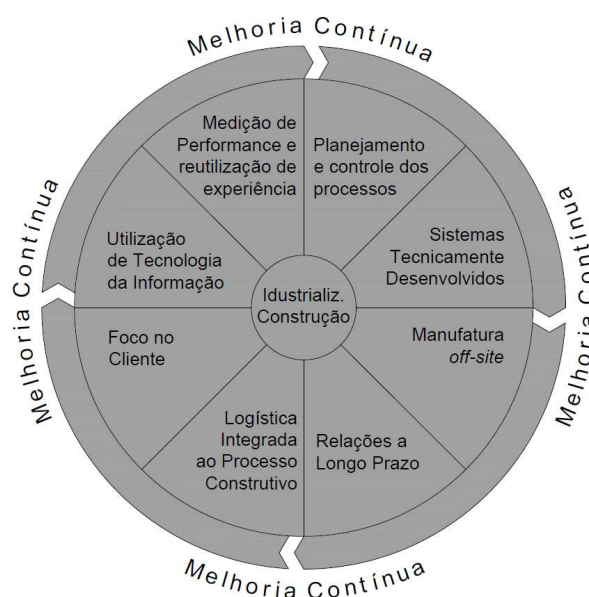 Melhoria Contínua
Medição de
Performance e
reutilização de
experiência
Planejamento
e controle dos
processos
Melhoria Contínua
Utilização
de Tecnologia
da Informação
Sistemas
Tecnicamente
Desenvolvidos
Melhoria Contínua
Idustrializ.
Construção
Foco no
Cliente
Manufatura
off-site
Logística
Integrada
ao Processo
Construtivo
Relações a
Longo Prazo
Melhoria Contínua